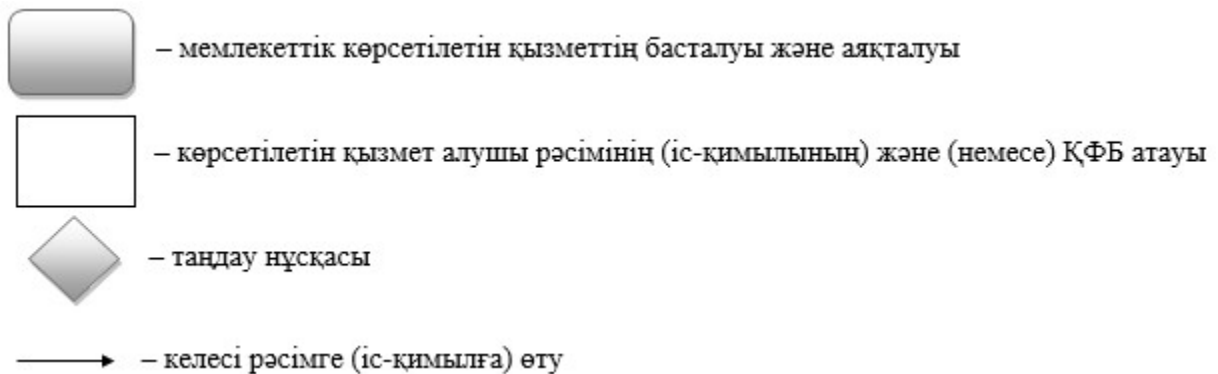 – мемлекеттік көрсетілетін қызметтің басталуы және аяқталуы
– көрсетілетін қызмет алушы рәсімінің (іс-қимылының) және (немесе) ҚФБ атауы
– таңдау нұсқасы
– келесі рәсімге (іс-қимылға) өту